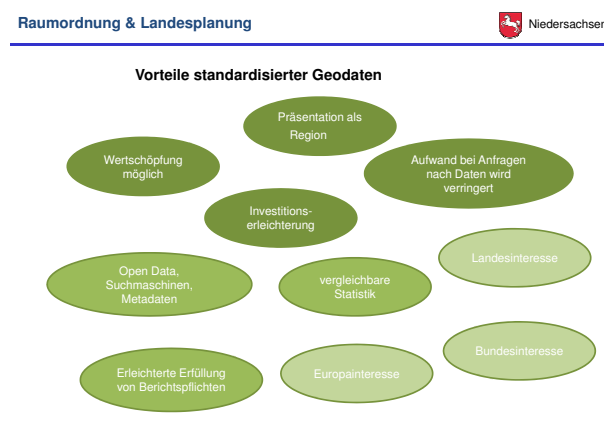 Raumordnung & Landesplanung
Niedersachsen
Vorteile standardisierter Geodaten
Präsentation als
Region
Wertschöpfung
möglich
Aufwand bei Anfragen
nach Daten wird
verringert
Investitions-
erleichterung
Landesinteresse
Open Data,
Suchmaschinen,
Metadaten
vergleichbare
Statistik
Bundesinteresse
Erleichterte Erfüllung
von Berichtspflichten
Europainteresse